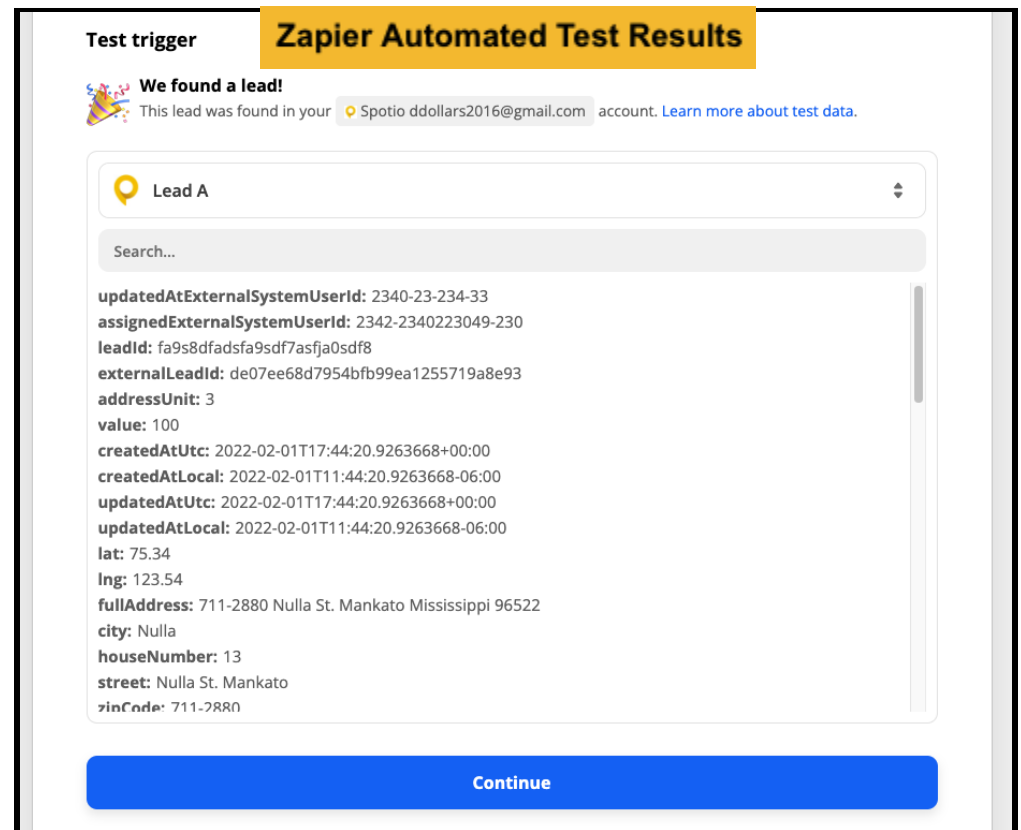 Zapier Automated Test Results
Test trigger
We found a lead!
This lead was found in your Spotio ddollars2016@gmail.com account. Learn more about test data.
Lead A
Search...
updatedAtExternalSystemUserId: 2340-23-234-33
assignedExternalSystemUserId: 2342-2340223049-230
leadId: fa9s8dfadsfa9sdf7asfja0sdf8
externalLeadId: de07ee68d7954bfb99ea1255719a8e93
addressUnit: 3
value: 100
createdAtUtc: 2022-02-01T17:44:20.9263668+00:00
createdAtLocal: 2022-02-01T11:44:20.9263668-06:00
updatedAtUtc: 2022-02-01T17:44:20.9263668+00:00
updatedAtLocal: 2022-02-01T11:44:20.9263668-06:00
lat: 75.34
lng: 123.54
fullAddress: 711-2880 Nulla St. Mankato Mississippi 96522
city: Nulla
houseNumber: 13
street: Nulla St. Mankato
zipCode: 711-2880
Continue